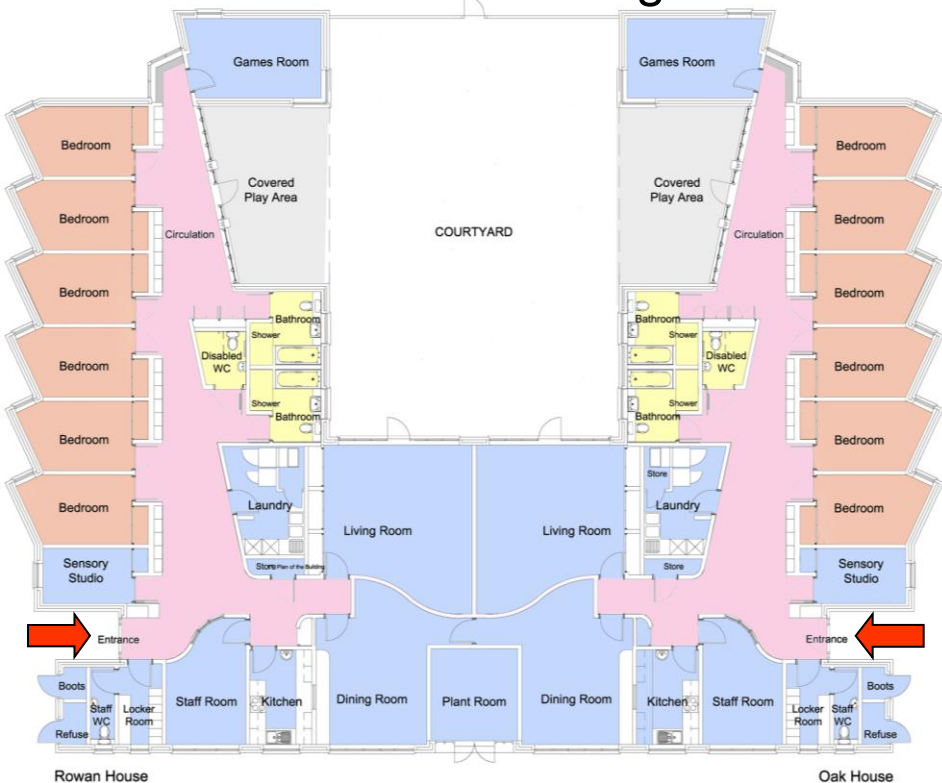 Games Room
Games Room
Bedroom
Bedroom
Covered
Play Area
Covered
Play Area
Bedroom
Bedroom
Circulation
COURTYARD
Circulation
Bedroom
Bedroom
Bathroom
Bathroom
Shower
Shower
Disabled
WC
Disabled
WC
Bedroom
Bedroom
Shower
Shower
Bathroom
Bathroom
Bedroom
Bedroom
Store
Bedroom
Laundry
Laundry
Bedroom
Living Room
Living Room
Sensory
Studio
Store
Plan of the Building
Store
Sensory
Studio
Entrance
Entrance
Boots
Staff
WC
Locker
Room
Staff Room
Kitchen
Dining Room
Plant Room
Dining Room
Kitchen
Staff Room
Locker
Room
Staff
WC
Boots
Refuse
Refuse
Rowan House
Oak House